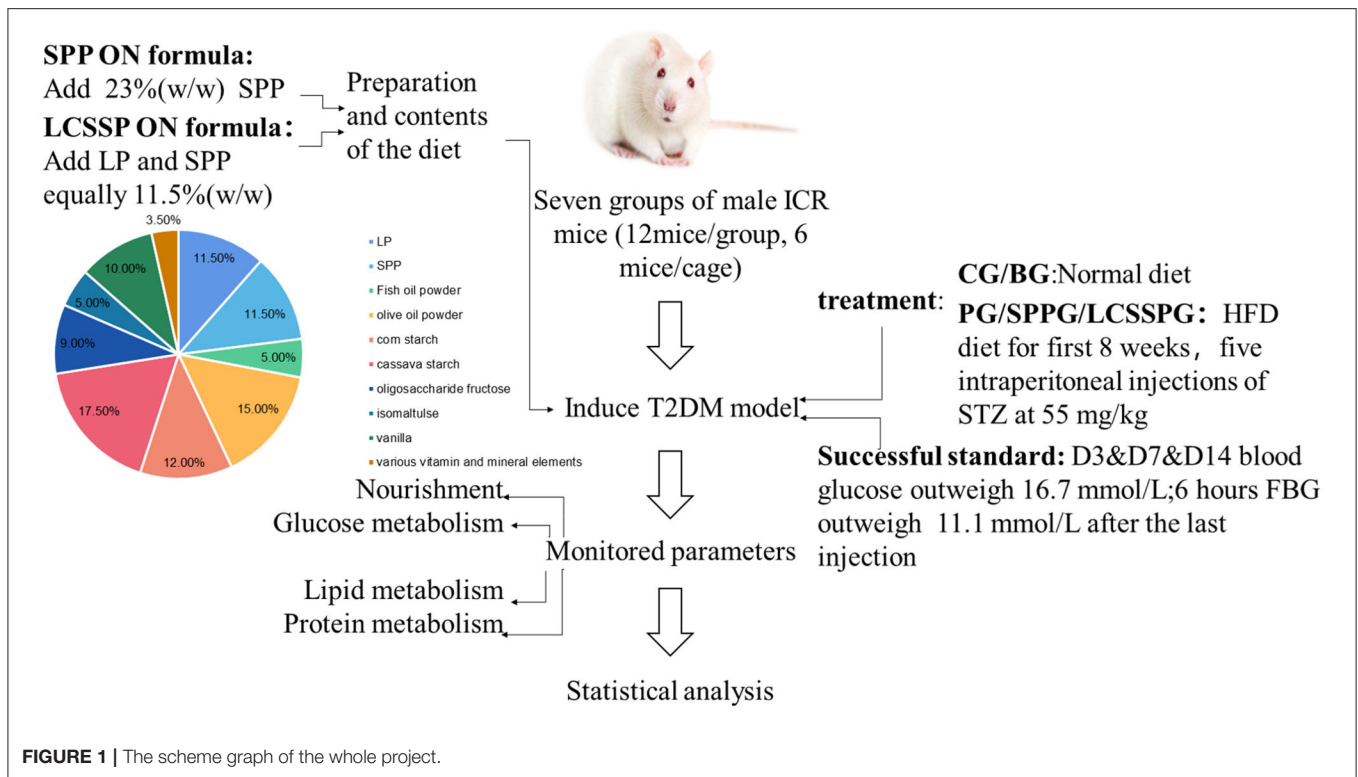 SPP ON formula:
Add 23%(w/w) SPP
LCSSP ON formula:
Add LP and SPP
equally 11.5%(w/w)
Preparation
and contents
of the diet
3.50%
11.50%
10.00%
5.00%
11.50%
9.00%
5.00%
17.50%
15.00%
12.00%
LP
SPP
Fish oil powder
olive oil powder
corn starch
cassava starch
oligosaccharide fructose
isomaltulse
vanilla
various vitamin and mineral elements
Seven groups of male ICR
mice (12mice/group, 6
mice/cage)
treatment:
CG/BG:Normal diet
PG/SPPG/LCSSPG: HFD
diet for first 8 weeks, five
intraperitoneal injections of
STZ at 55 mg/kg
Induce T2DM model
Successful standard: D3&D7&D14 blood
glucose outweigh 16.7 mmol/L;6 hours FBG
outweigh 11.1 mmol/L after the last
injection
Nourishment
Glucose metabolism
Monitored parameters
Lipid metabolism
Protein metabolism
Statistical analysis
FIGURE 1 | The scheme graph of the whole project.